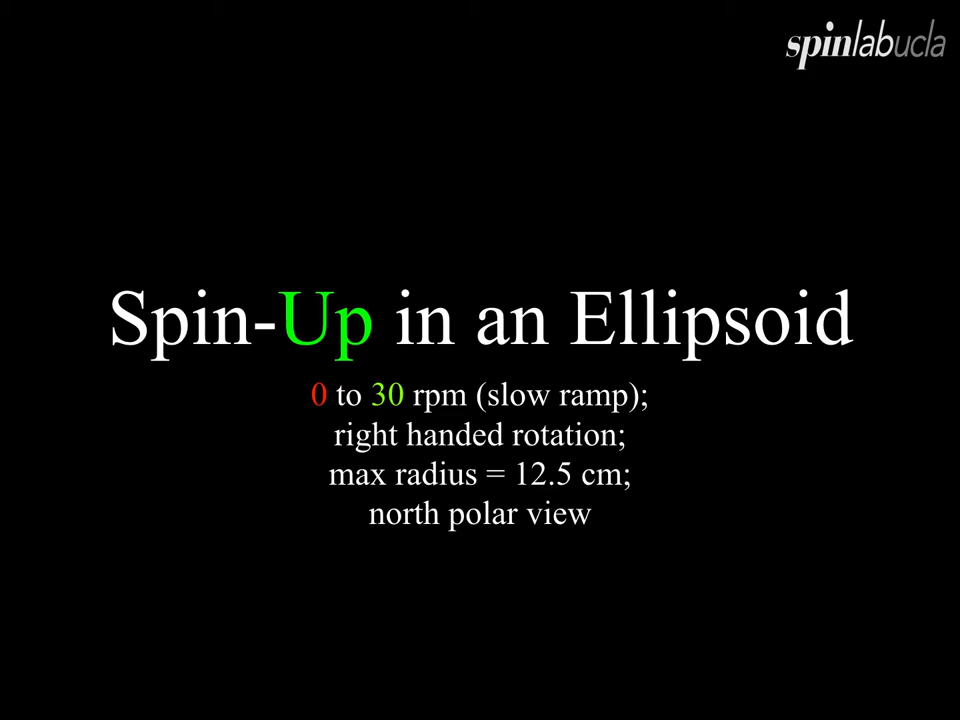 spinlabucla
Spin-Up in an Ellipsoid
0 to 30 rpm (slow ramp);
right handed rotation;
max radius = 12.5 cm;
north polar view